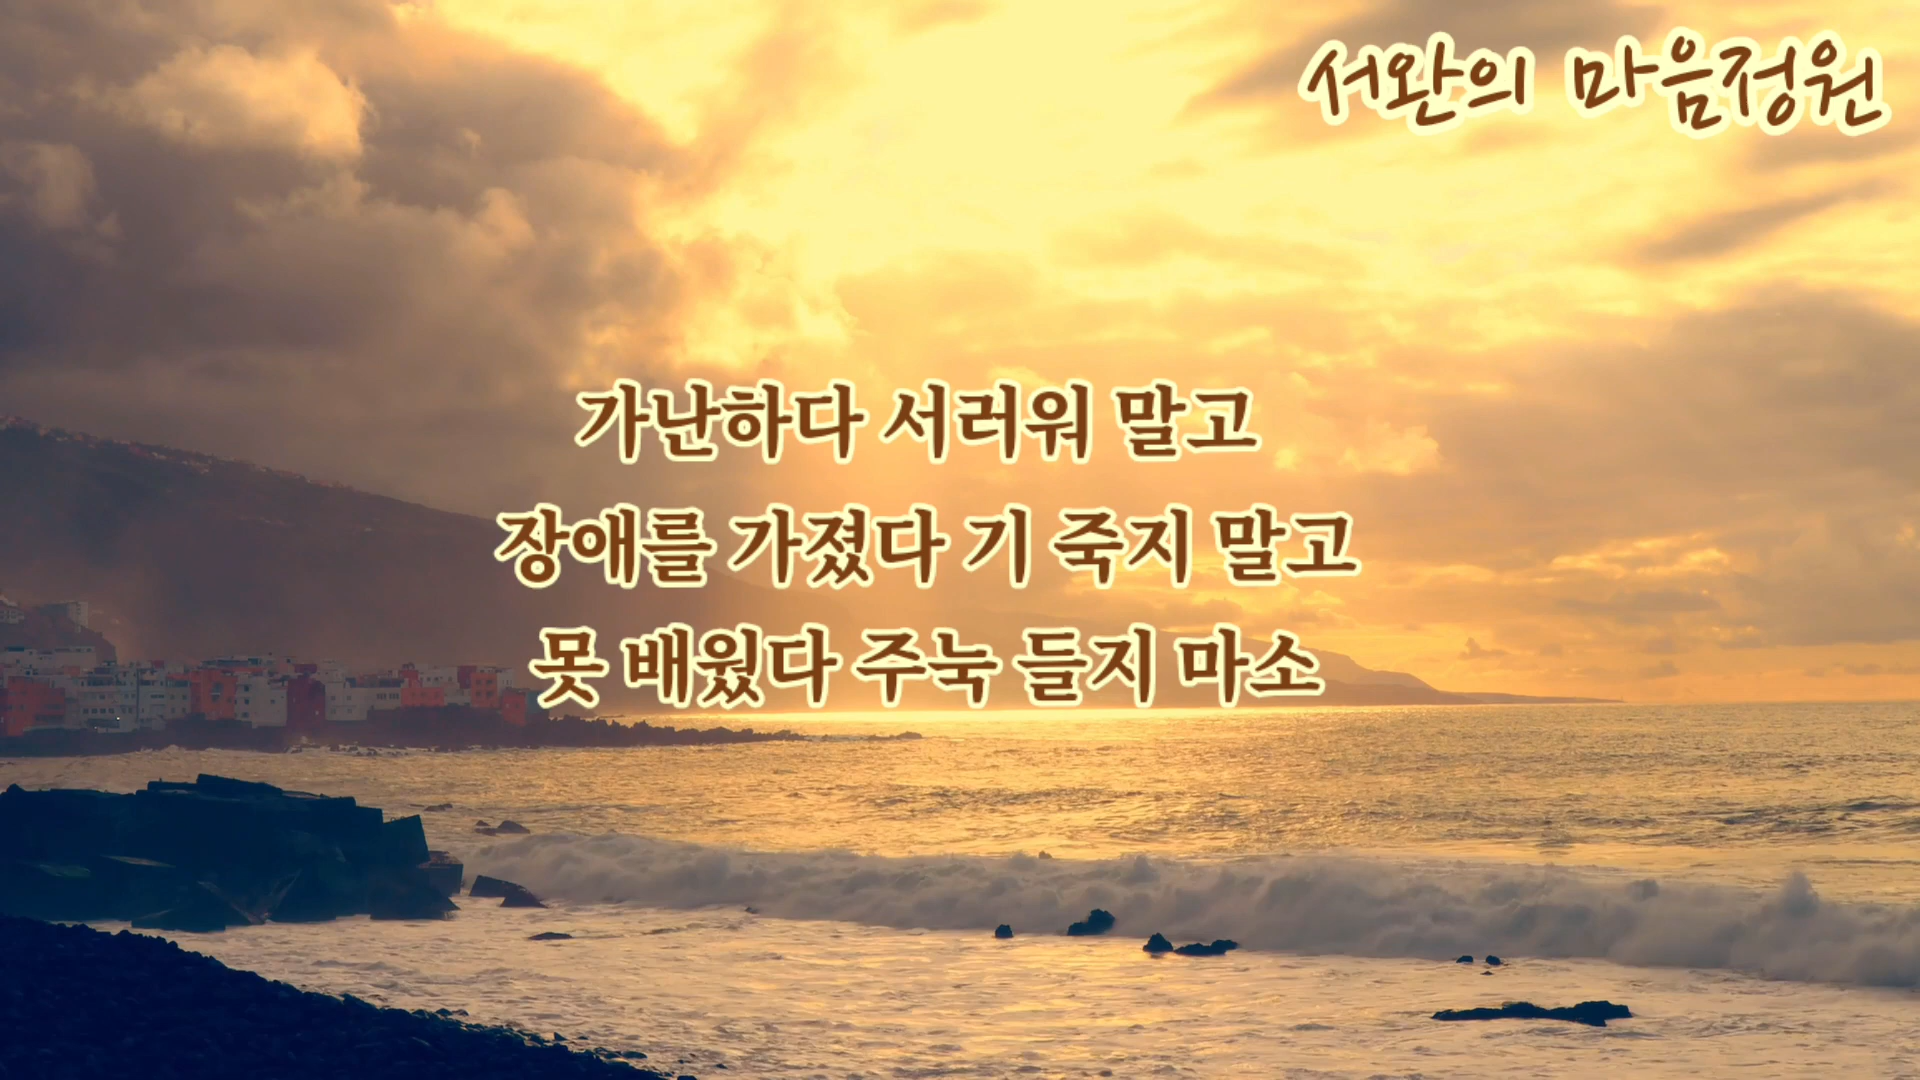 서완의 마음정원
가난하다 서러워 말고
장애를 가졌다 기 죽지 말고
못 배웠다 주눅 들지 마소